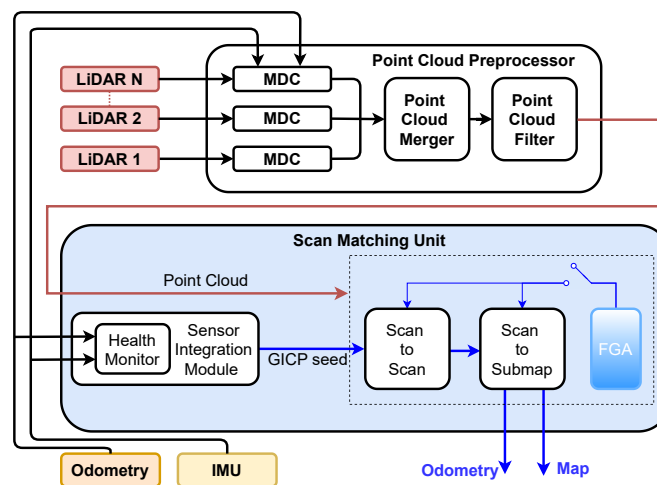 Point Cloud Preprocessor
LiDAR N
MDC
LiDAR 2
MDC
LiDAR 1
MDC
Point
Cloud
Merger
Point
Cloud
Filter
Scan Matching Unit
Point Cloud
Health
Monitor
Sensor
Integration
Module
GICP seed
Scan
to
Scan
Scan
to
Submap
FGA
Odometry
IMU
Odometry
Map